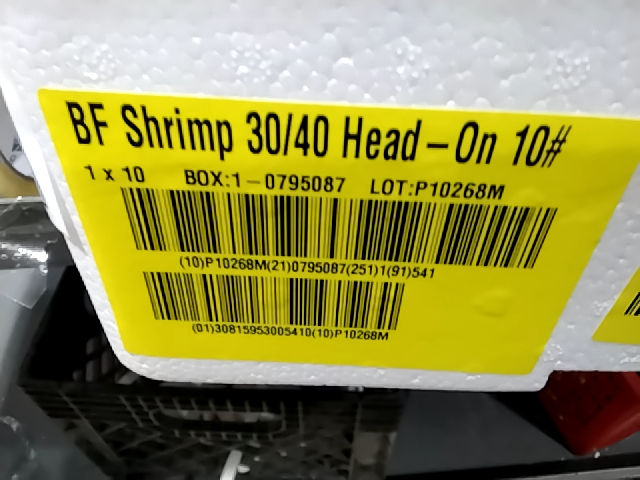 BF Shrimp 30/40 Head-On 10#
1 x 10 BOX:1-0795087 LOT:P10268M
(10)P10268M(21)0795087(251)1(91)541
(01)30815953005410(10)P10268M